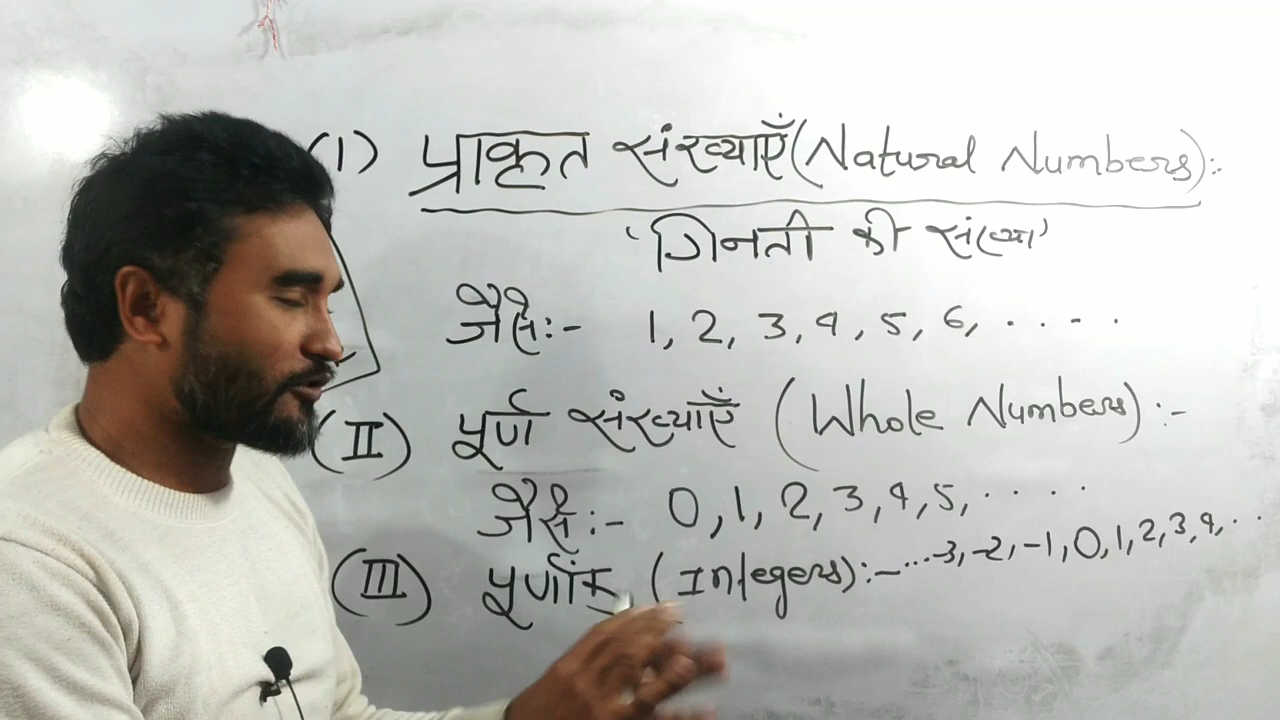 (1) प्राकृत संख्याएँ (Natural Numbers):-
'गिनती की संख्या'
जैसे:- 1, 2, 3, 4, 5, 6, . . - .
(II) पूर्ण संख्याएँ (Whole Numbers):-
जैसे:- 0, 1, 2, 3, 4, 5, . . . .
(III) पूर्णांक (Integers):- ...-3, -2, -1, 0, 1, 2, 3, 4, . .